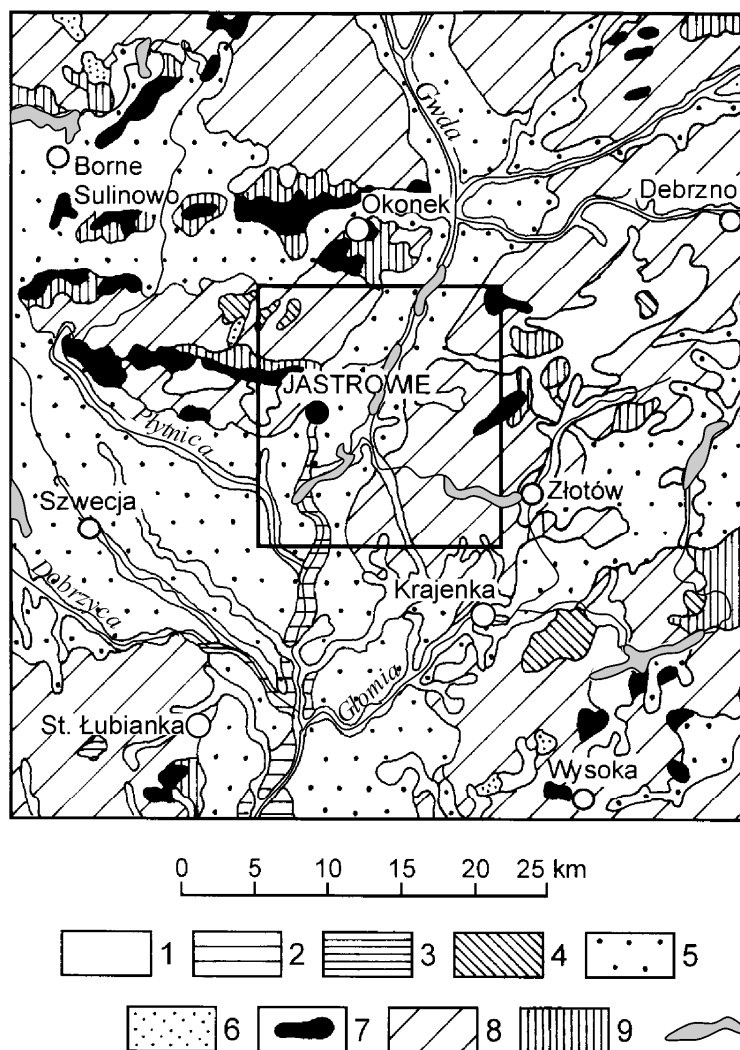 Gwda
Borne
Sulinowo
Debrzno
Okonek
JASTROWIE
Płytnica
Szwecja
Złotów
Dobrzyca
Krajenka
Głomia
St. Łubianka
Wysoka
0 5 10 15 20 25 km
1 2 3 4 5
6 7 8 9